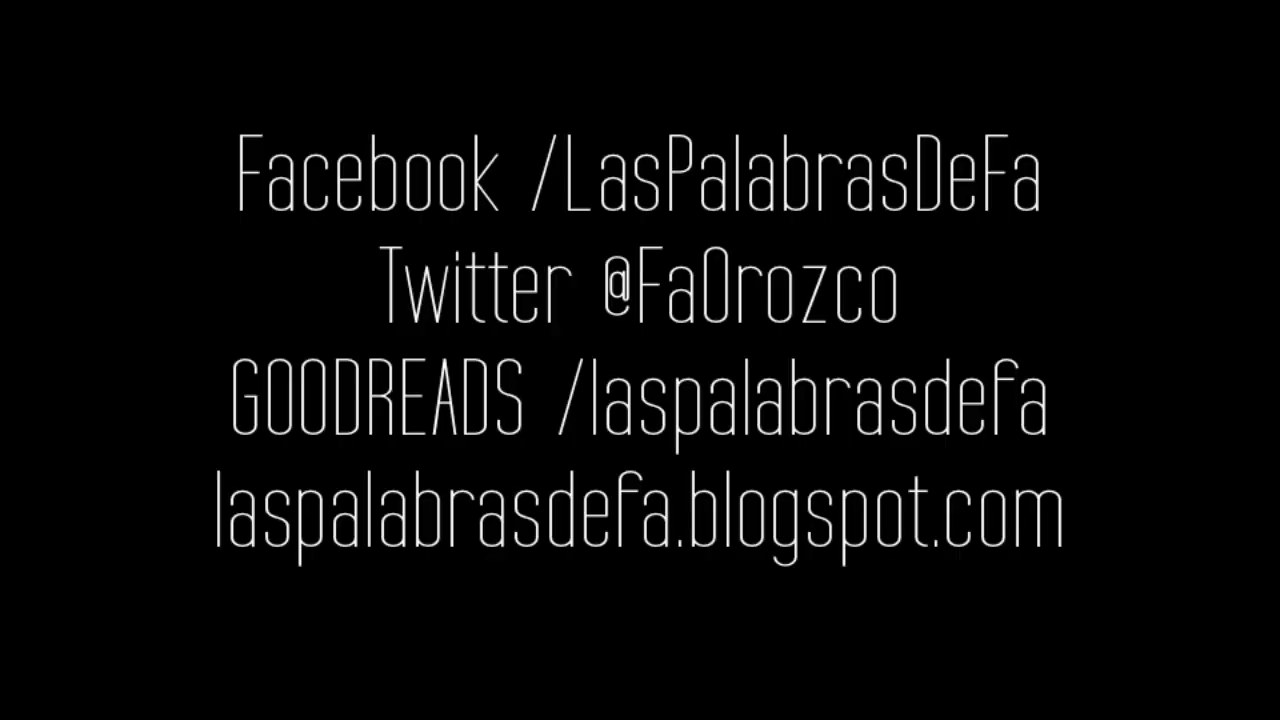 Facebook /LasPalabrasDeFa
Twitter @FaOrozco
GOODREADS /laspalabrasdefa
laspalabrasdefa.blogspot.com